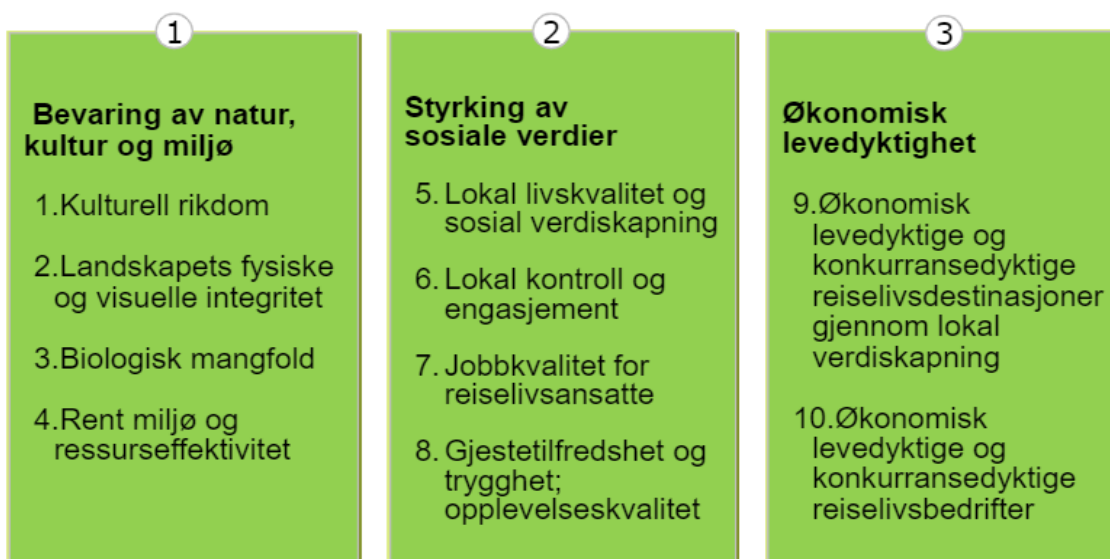 1
Bevaring av natur,
kultur og miljø
1.Kulturell rikdom
2.Landskapets fysiske
og visuelle integritet
3.Biologisk mangfold
4.Rent miljø og
ressurseffektivitet
2
Styrking av
sosiale verdier
5. Lokal livskvalitet og
sosial verdiskapning
6. Lokal kontroll og
engasjement
7. Jobbkvalitet for
reiselivsansatte
8. Gjestetilfredshet og
trygghet;
opplevelseskvalitet
3
Økonomisk
levedyktighet
9.Økonomisk
levedyktige og
konkurransedyktige
reiselivsdestinasjoner
gjennom lokal
verdiskapning
10.Økonomisk
levedyktige og
konkurransedyktige
reiselivsbedrifter